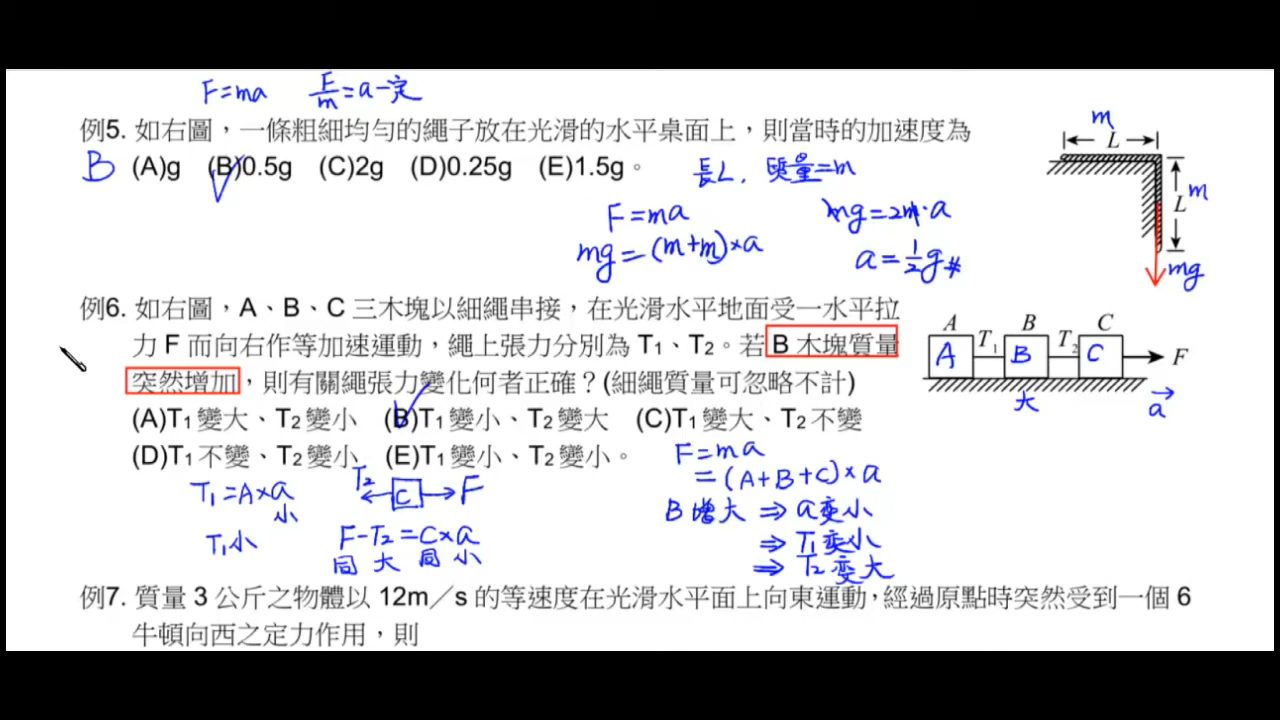 F=ma F/m=a一定
例5. 如右圖，一條粗細均勻的繩子放在光滑的水平桌面上，則當時的加速度為
B (A)g (B)0.5g (C)2g (D)0.25g (E)1.5g。
長L，質量=m
F=ma
mg=(m+m)×a
mg=2m·a
a=½g#
m
L
L m
mg
例6. 如右圖，A、B、C 三木塊以細繩串接，在光滑水平地面受一水平拉
力 F 而向右作等加速運動，繩上張力分別為 T₁、T₂。若 B 木塊質量
突然增加，則有關繩張力變化何者正確？(細繩質量可忽略不計)
(A)T₁ 變大、T₂ 變小 (B)T₁ 變小、T₂ 變大 (C)T₁ 變大、T₂ 不變
(D)T₁ 不變、T₂ 變小 (E)T₁ 變小、T₂ 變小。
A B C
A T₁ B T₂ C F
大 a
T₁=A×a
小
T₁小
T₂ C F
F-T₂=C×a
同 大 同 小
F=ma
=(A+B+C)×a
B增大 ⇒ a变小
⇒ T₁变小
⇒ T₂变大
例7. 質量 3 公斤之物體以 12m／s 的等速度在光滑水平面上向東運動，經過原點時突然受到一個 6
牛頓向西之定力作用，則